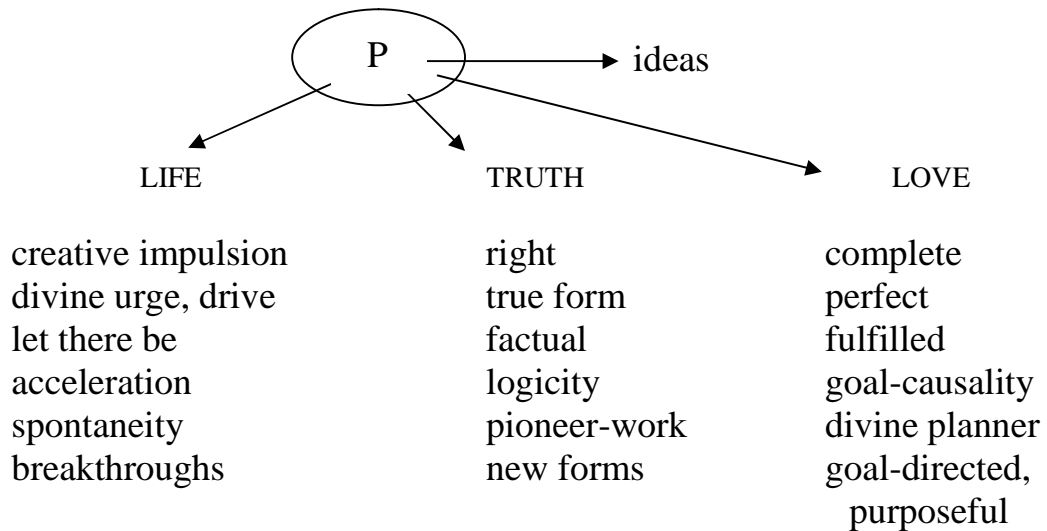 P
ideas
LIFE
TRUTH
LOVE
creative impulsion
divine urge, drive
let there be
acceleration
spontaneity
breakthroughs
right
true form
factual
logicity
pioneer-work
new forms
complete
perfect
fulfilled
goal-causality
divine planner
goal-directed,
purposeful